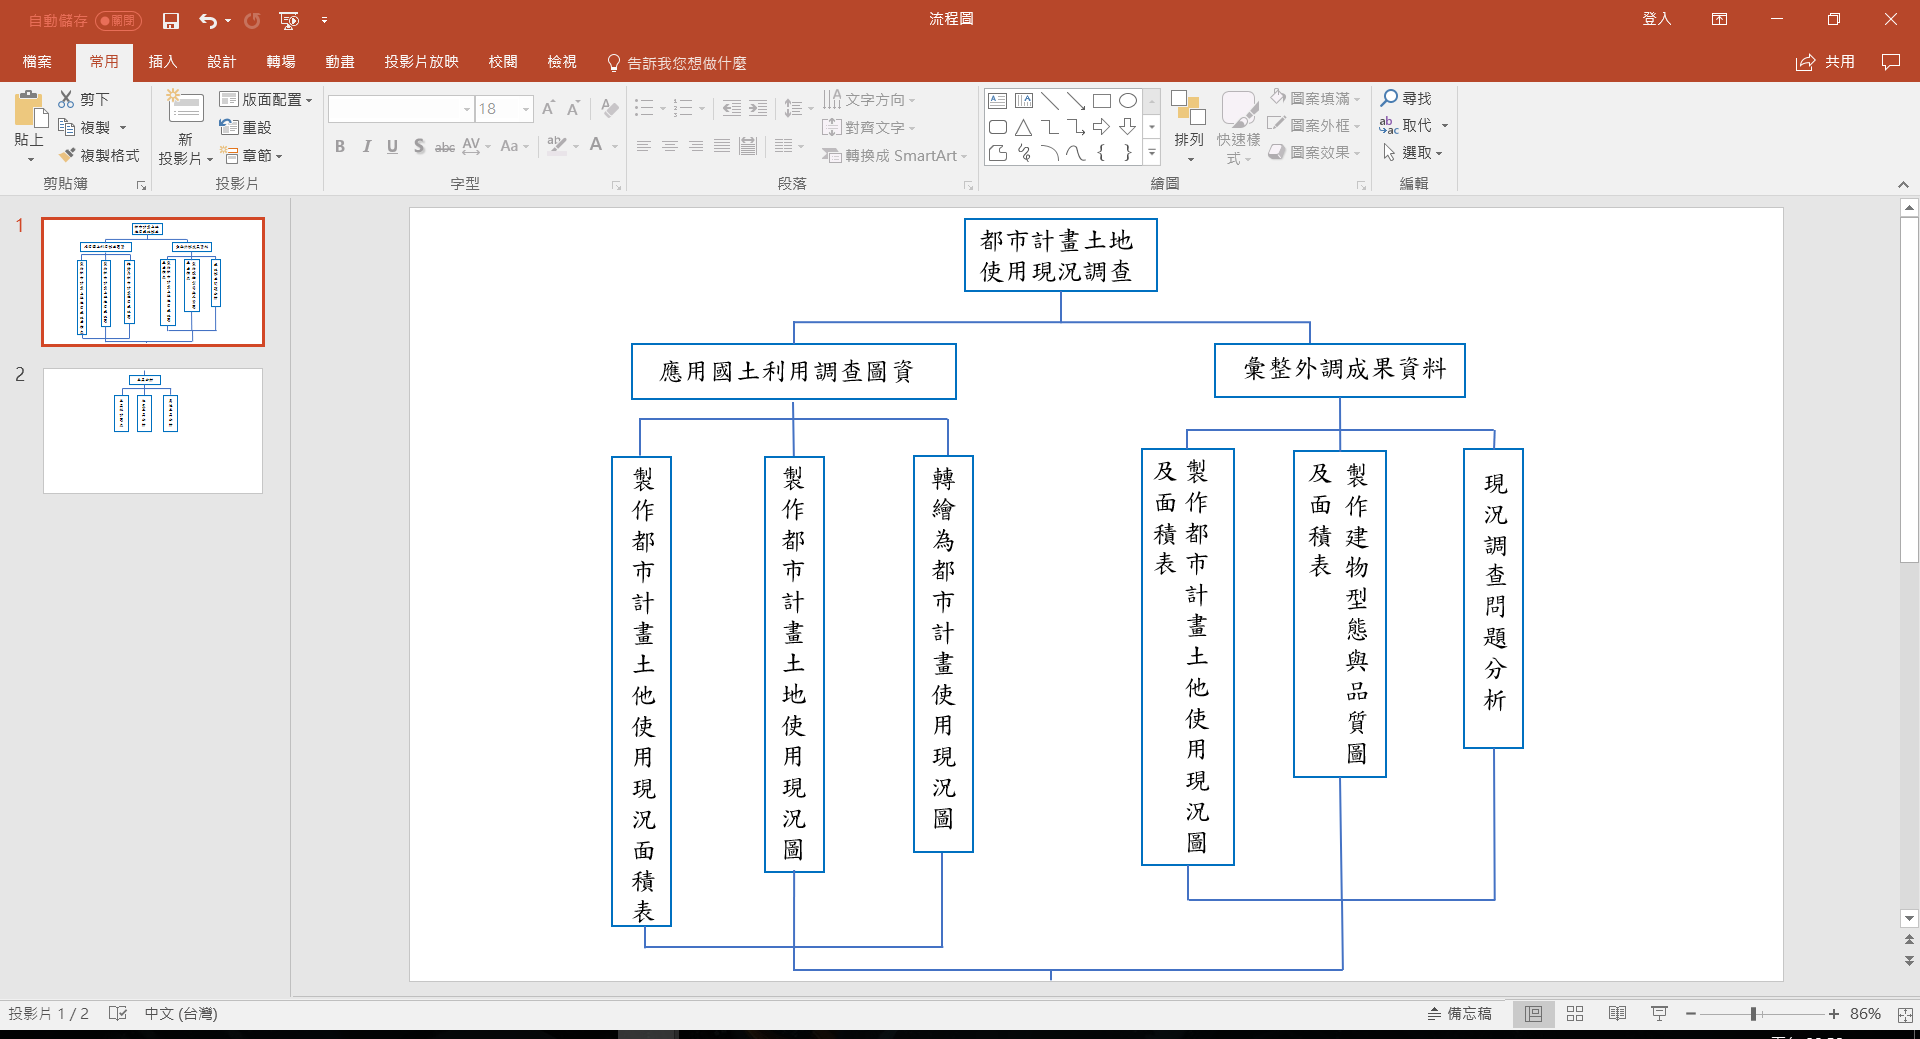 自動儲存 關閉
流程圖
登入
檔案 常用 插入 設計 轉場 動畫 投影片放映 校閱 檢視 告訴我您想做什麼
共用
貼上
剪下
複製
複製格式
剪貼簿
新
投影片
版面配置
重設
章節
投影片
18
B I U S abc AV Aa ab A
字型
文字方向
對齊文字
轉換成 SmartArt
段落
排列
快速樣
式
圖案填滿
圖案外框
圖案效果
繪圖
尋找
取代
選取
編輯
1
2
都市計畫土地
使用現況調查
應用國土利用調查圖資
彙整外調成果資料
製作都市計畫土他使用現況面積表
製作都市計畫土地使用現況圖
轉繪為都市計畫使用現況圖
製作都市計畫土他使用現況圖
及面積表
製作建物型態與品質圖
及面積表
現況調查問題分析
投影片 1 / 2
中文 (台灣)
備忘稿
86%